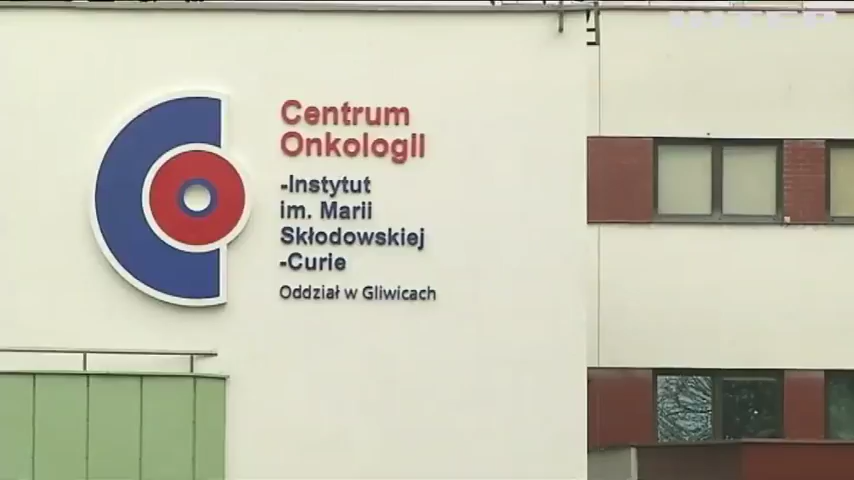 Centrum
Onkologii
-Instytut
im. Marii
Skłodowskiej
-Curie
Oddział w Gliwicach